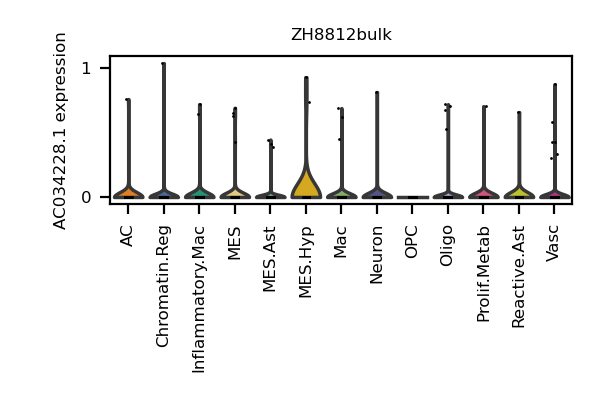 ZH8812bulk
AC034228.1 expression
1
0
AC
Chromatin.Reg
Inflammatory.Mac
MES
MES.Ast
MES.Hyp
Mac
Neuron
OPC
Oligo
Prolif.Metab
Reactive.Ast
Vasc